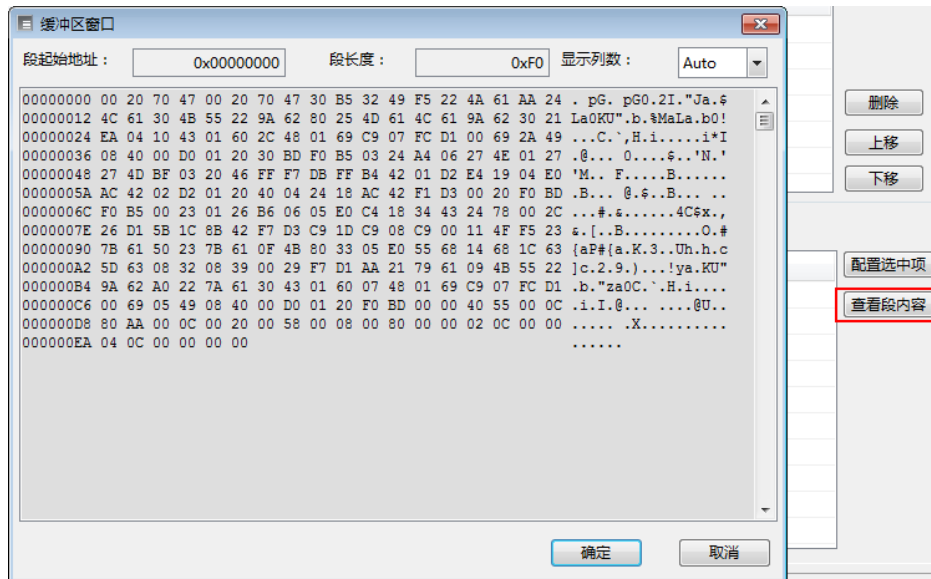 缓冲区窗口
段起始地址： 0x00000000 段长度： 0xF0 显示列数： Auto
00000000 00 20 70 47 00 20 70 47 30 B5 32 49 F5 22 4A 61 AA 24 . pG. pG0.2I."Ja.$
00000012 4C 61 30 4B 55 22 9A 62 80 25 4D 61 4C 61 9A 62 30 21 La0KU".b.%MaLa.b0!
00000024 EA 04 10 43 01 60 2C 48 01 69 C9 07 FC D1 00 69 2A 49 ...C.`,H.i.....i*I
00000036 08 40 00 D0 01 20 30 BD F0 B5 03 24 A4 06 27 4E 01 27 .@... 0....$..'N.'
00000048 27 4D BF 03 20 46 FF F7 DB FF B4 42 01 D2 E4 19 04 E0 'M.. F.....B......
0000005A AC 42 02 D2 01 20 40 04 24 18 AC 42 F1 D3 00 20 F0 BD .B... @.$..B... ..
0000006C F0 B5 00 23 01 26 B6 06 05 E0 C4 18 34 43 24 78 00 2C ...#.&......4C$x.,
0000007E 26 D1 5B 1C 8B 42 F7 D3 C9 1D C9 08 C9 00 11 4F F5 23 &.[..B.........O.#
00000090 7B 61 50 23 7B 61 0F 4B 80 33 05 E0 55 68 14 68 1C 63 {aP#{a.K.3..Uh.h.c
000000A2 5D 63 08 32 08 39 00 29 F7 D1 AA 21 79 61 09 4B 55 22 ]c.2.9.)...!ya.KU"
000000B4 9A 62 A0 22 7A 61 30 43 01 60 07 48 01 69 C9 07 FC D1 .b."za0C.`.H.i....
000000C6 00 69 05 49 08 40 00 D0 01 20 F0 BD 00 00 40 55 00 0C .i.I.@... ....@U..
000000D8 80 AA 00 0C 00 20 00 58 00 08 00 80 00 00 02 0C 00 00 ..... .X..........
000000EA 04 0C 00 00 00 00 ......
确定 取消
删除
上移
下移
配置选中项
查看段内容